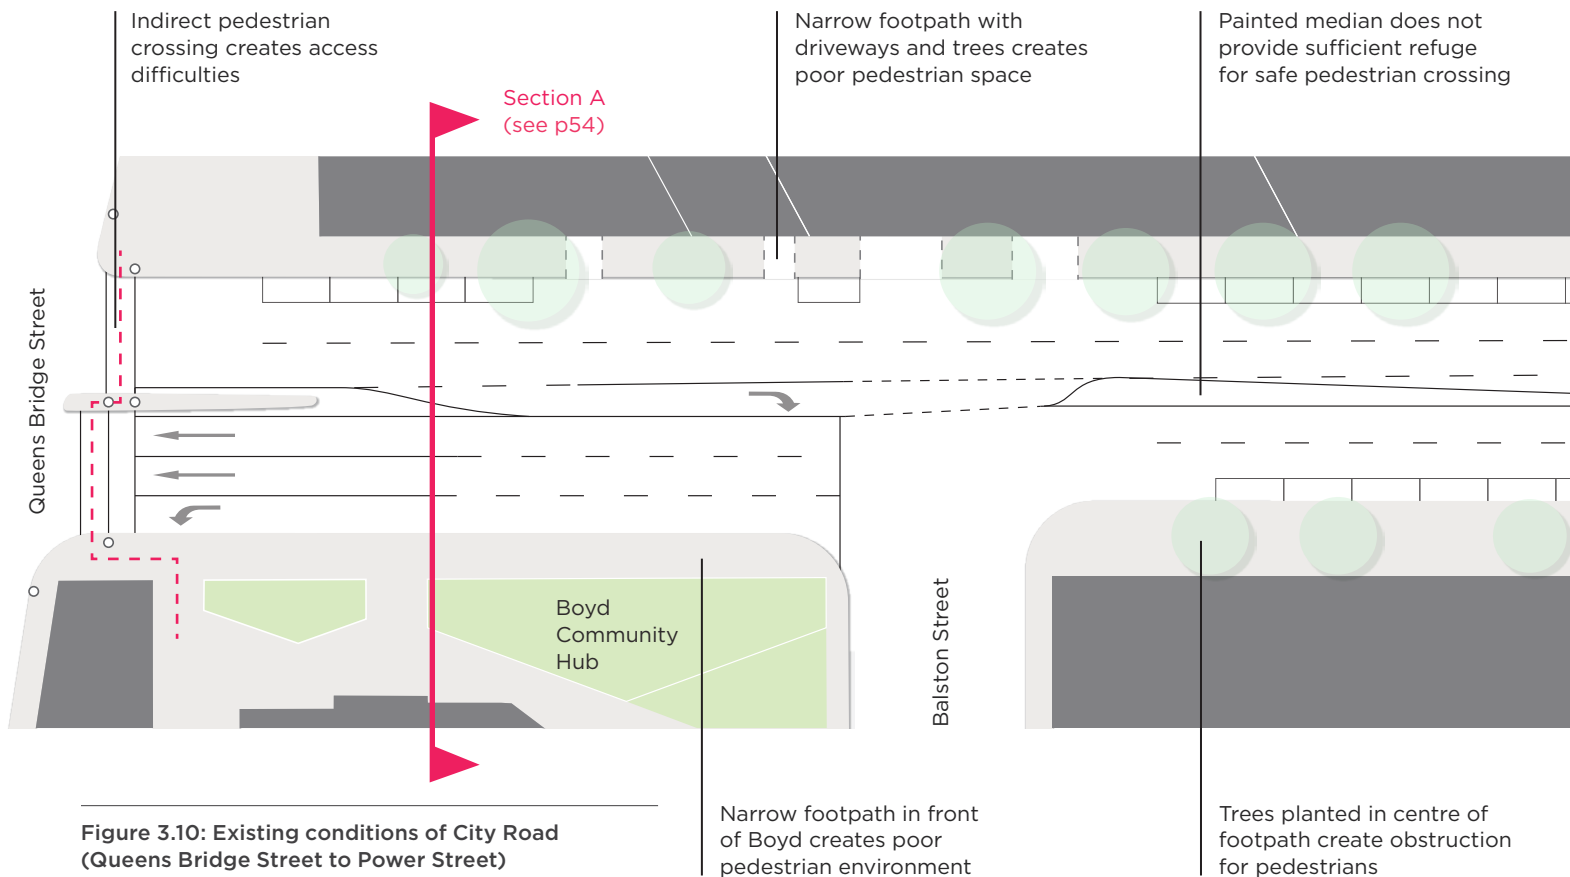 Indirect pedestrian
crossing creates access
difficulties
Narrow footpath with
driveways and trees creates
poor pedestrian space
Painted median does not
provide sufficient refuge
for safe pedestrian crossing
Section A
(see p54)
Queens Bridge Street
Boyd
Community
Hub
Balston Street
Figure 3.10: Existing conditions of City Road
(Queens Bridge Street to Power Street)
Narrow footpath in front
of Boyd creates poor
pedestrian environment
Trees planted in centre of
footpath create obstruction
for pedestrians